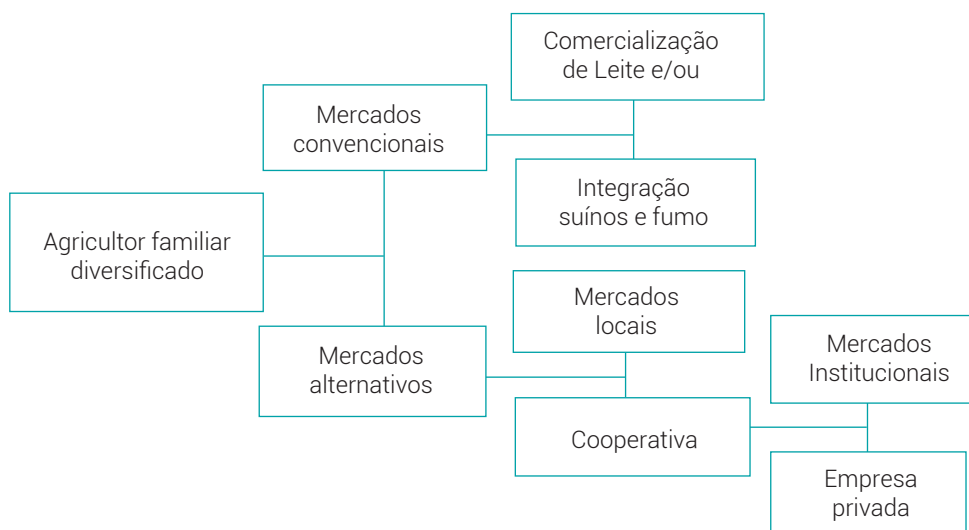 Comercialização
de Leite e/ou
Mercados
convencionais
Integração
suínos e fumo
Agricultor familiar
diversificado
Mercados
locais
Mercados
alternativos
Mercados
Institucionais
Cooperativa
Empresa
privada